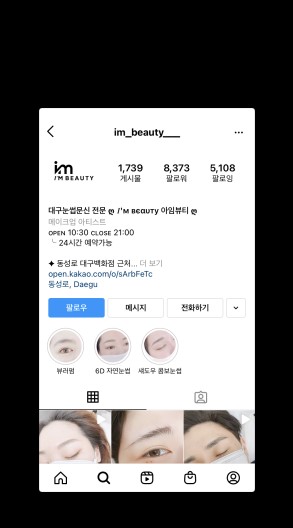 im_beauty___
im
I'M BEAUTY
1,739 8,373 5,108
게시물 팔로워 팔로잉
대구눈썹문신 전문 ღ I'ᴍ ʙᴇᴀᴜᴛʏ 아임뷰티 ღ
메이크업 아티스트
ᴏᴘᴇɴ 10:30 ᴄʟᴏsᴇ 21:00
└ 24시간 예약가능
✦ 동성로 대구백화점 근처... 더 보기
open.kakao.com/o/sArbFeTc
동성로, Daegu
팔로우 메시지 전화하기
뷰러펌 6D 자연눈썹 섀도우 콤보눈썹